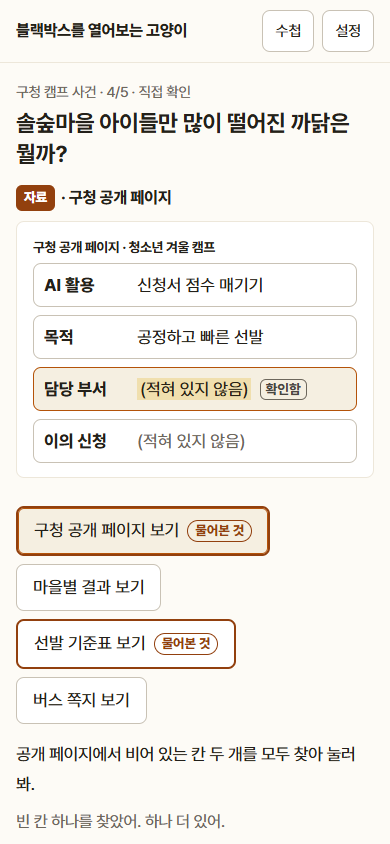 블랙박스를 열어보는 고양이
수첩
설정
구청 캠프 사건 · 4/5 · 직접 확인
솔숲마을 아이들만 많이 떨어진 까닭은
뭘까?
자료 · 구청 공개 페이지
구청 공개 페이지 · 청소년 겨울 캠프
AI 활용 신청서 점수 매기기
목적 공정하고 빠른 선발
담당 부서 (적혀 있지 않음) 확인함
이의 신청 (적혀 있지 않음)
구청 공개 페이지 보기 물어본 것
마을별 결과 보기
선발 기준표 보기 물어본 것
버스 쪽지 보기
공개 페이지에서 비어 있는 칸 두 개를 모두 찾아 눌러
봐.
빈 칸 하나를 찾았어. 하나 더 있어.